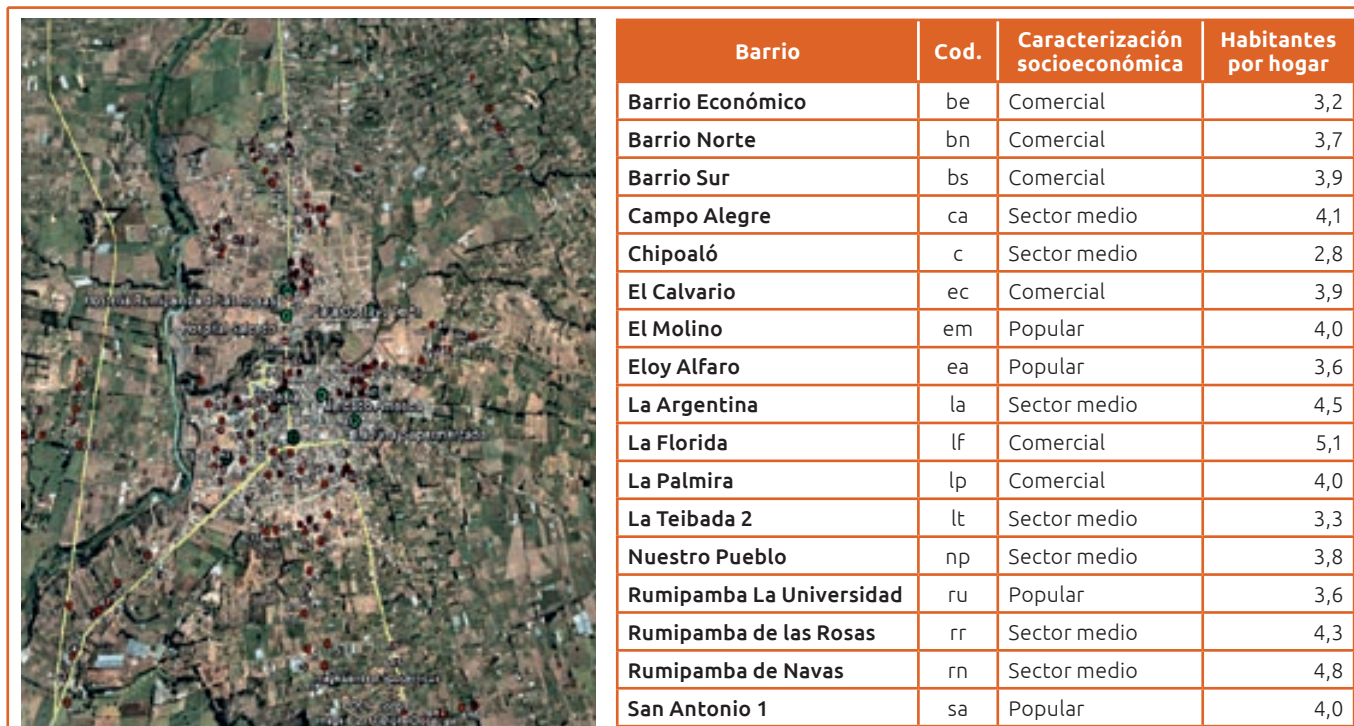 Barrio Cod. Caracterización socioeconómica Habitantes por hogar
Barrio Económico be Comercial 3,2
Barrio Norte bn Comercial 3,7
Barrio Sur bs Comercial 3,9
Campo Alegre ca Sector medio 4,1
Chipoaló c Sector medio 2,8
El Calvario ec Comercial 3,9
El Molino em Popular 4,0
Eloy Alfaro ea Popular 3,6
La Argentina la Sector medio 4,5
La Florida lf Comercial 5,1
La Palmira lp Comercial 4,0
La Teibada 2 lt Sector medio 3,3
Nuestro Pueblo np Sector medio 3,8
Rumipamba La Universidad ru Popular 3,6
Rumipamba de las Rosas rr Sector medio 4,3
Rumipamba de Navas rn Sector medio 4,8
San Antonio 1 sa Popular 4,0